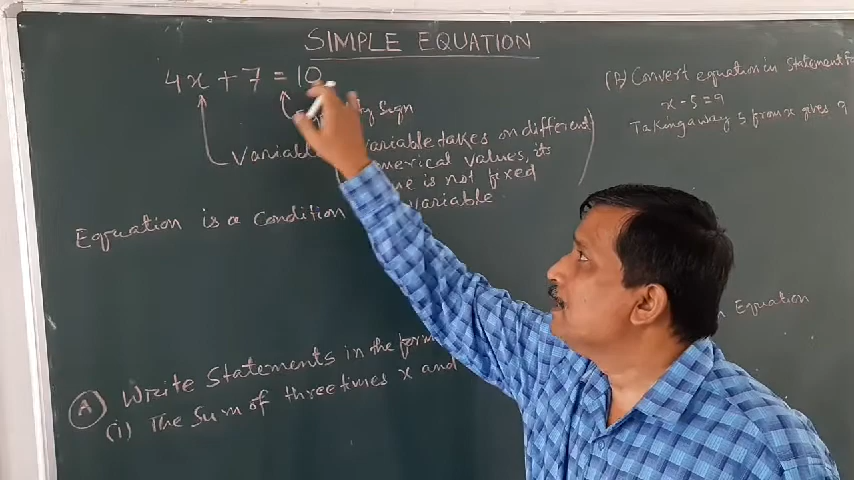 SIMPLE EQUATION
4x + 7 = 10
Sign
Variable takes on different
numerical values, its
is not fixed
Equation is a Condition variable
(A) Write Statements in the form
(i) The Sum of three times x and
(B) Convert equation in Statement
x - 5 = 9
Taking away 5 from x gives 9
Equation